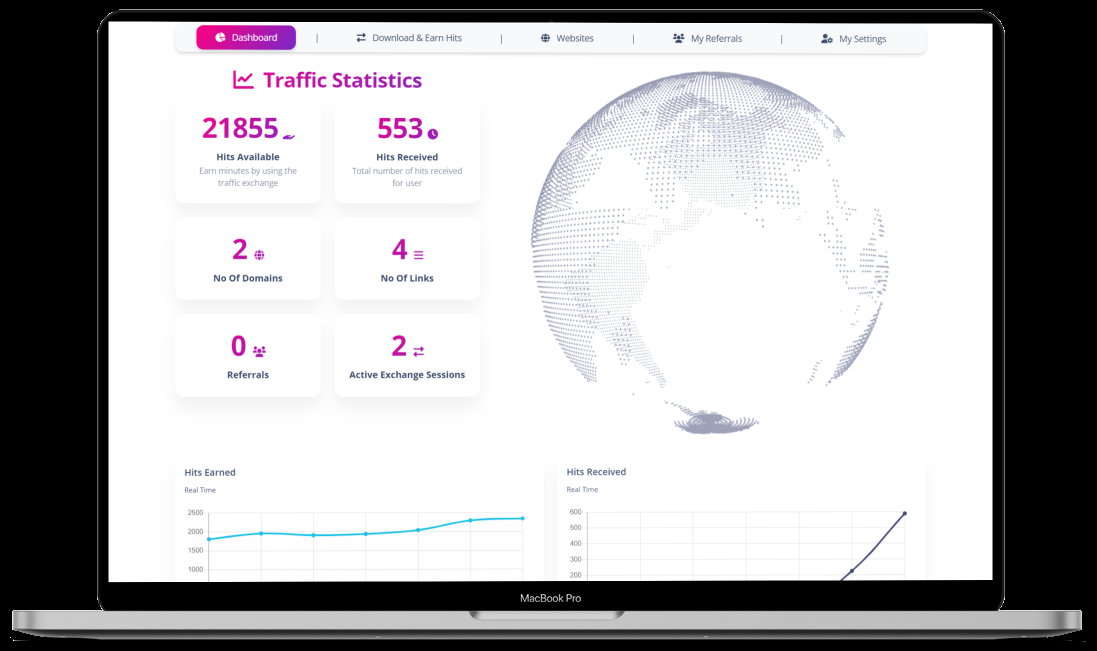 Dashboard | Download & Earn Hits | Websites | My Referrals | My Settings
Traffic Statistics
21855
Hits Available
Earn minutes by using the
traffic exchange
553
Hits Received
Total number of hits received
for user
2
No Of Domains
4
No Of Links
0
Referrals
2
Active Exchange Sessions
Hits Earned
Real Time
2500
2000
1500
1000
Hits Received
Real Time
600
500
400
300
200
MacBook Pro